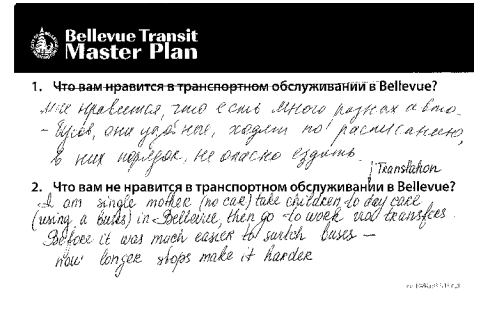 Bellevue Transit
Master Plan
1. Что вам нравится в транспортном обслуживании в Bellevue?
Мне нравится, что есть много разных авто-
- бусов, они удобные, ходят по расписанию,
в них порядок, не опасно ездить.
Translation
2. Что вам не нравится в транспортном обслуживании в Bellevue?
I am single mother (no car) take children to day care
(using a buses) in Bellevue, then go to work via transfers.
Before it was much easier to switch buses —
now longer stops make it harder